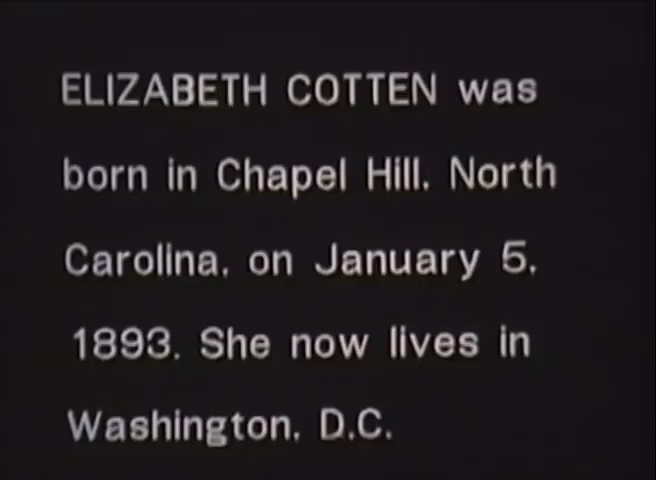 ELIZABETH COTTEN was
born in Chapel Hill, North
Carolina, on January 5,
1893. She now lives in
Washington, D.C.